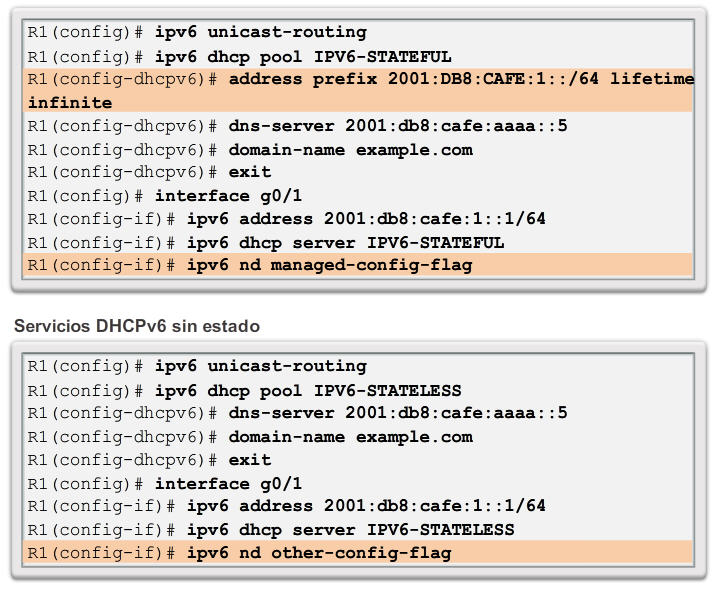 R1(config)# ipv6 unicast-routing
R1(config)# ipv6 dhcp pool IPV6-STATEFUL
R1(config-dhcpv6)# address prefix 2001:DB8:CAFE:1::/64 lifetime
infinite
R1(config-dhcpv6)# dns-server 2001:db8:cafe:aaaa::5
R1(config-dhcpv6)# domain-name example.com
R1(config-dhcpv6)# exit
R1(config)# interface g0/1
R1(config-if)# ipv6 address 2001:db8:cafe:1::1/64
R1(config-if)# ipv6 dhcp server IPV6-STATEFUL
R1(config-if)# ipv6 nd managed-config-flag
Servicios DHCPv6 sin estado
R1(config)# ipv6 unicast-routing
R1(config)# ipv6 dhcp pool IPV6-STATELESS
R1(config-dhcpv6)# dns-server 2001:db8:cafe:aaaa::5
R1(config-dhcpv6)# domain-name example.com
R1(config-dhcpv6)# exit
R1(config)# interface g0/1
R1(config-if)# ipv6 address 2001:db8:cafe:1::1/64
R1(config-if)# ipv6 dhcp server IPV6-STATELESS
R1(config-if)# ipv6 nd other-config-flag